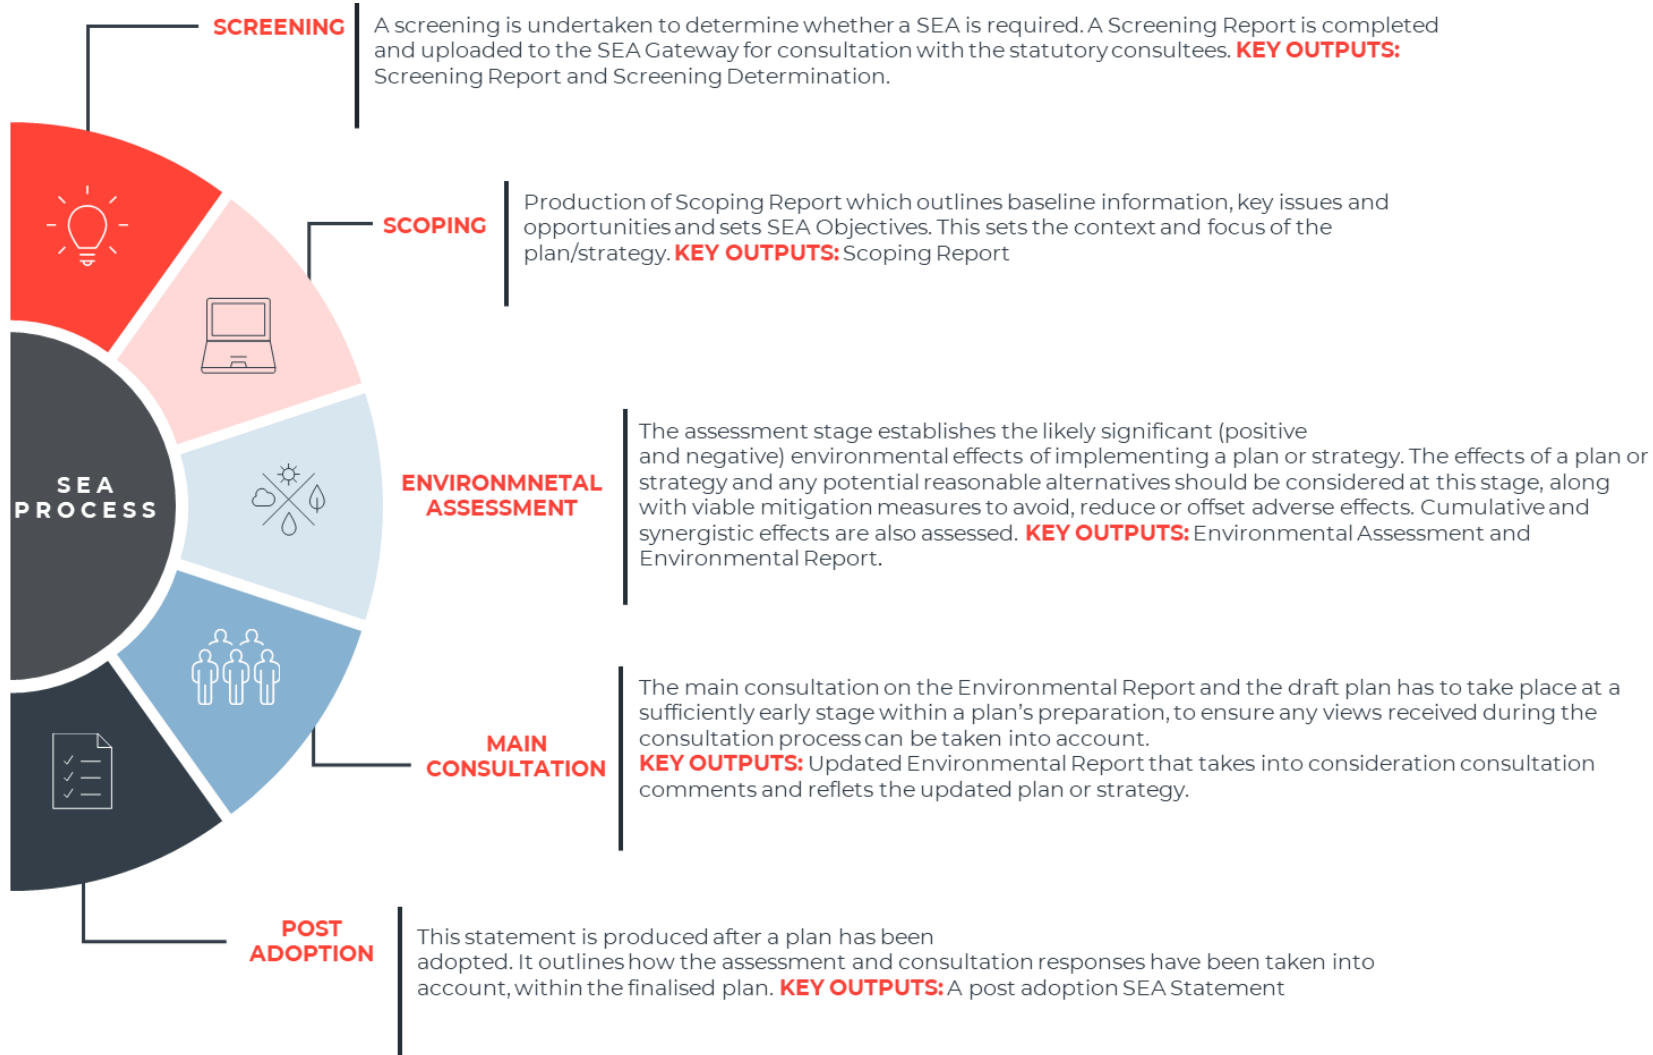 SCREENING
A screening is undertaken to determine whether a SEA is required. A Screening Report is completed
and uploaded to the SEA Gateway for consultation with the statutory consultees. KEY OUTPUTS:
Screening Report and Screening Determination.
SCOPING
Production of Scoping Report which outlines baseline information, key issues and
opportunities and sets SEA Objectives. This sets the context and focus of the
plan/strategy. KEY OUTPUTS: Scoping Report
SEA
PROCESS
ENVIRONMNETAL
ASSESSMENT
The assessment stage establishes the likely significant (positive
and negative) environmental effects of implementing a plan or strategy. The effects of a plan or
strategy and any potential reasonable alternatives should be considered at this stage, along
with viable mitigation measures to avoid, reduce or offset adverse effects. Cumulative and
synergistic effects are also assessed. KEY OUTPUTS: Environmental Assessment and
Environmental Report.
MAIN
CONSULTATION
The main consultation on the Environmental Report and the draft plan has to take place at a
sufficiently early stage within a plan's preparation, to ensure any views received during the
consultation process can be taken into account.
KEY OUTPUTS: Updated Environmental Report that takes into consideration consultation
comments and reflets the updated plan or strategy.
POST
ADOPTION
This statement is produced after a plan has been
adopted. It outlines how the assessment and consultation responses have been taken into
account, within the finalised plan. KEY OUTPUTS: A post adoption SEA Statement